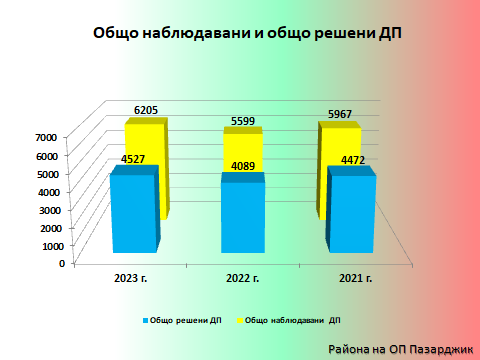 Общо наблюдавани и общо решени ДП
6205
5599
5967
4527
4089
4472
7000
6000
5000
4000
3000
2000
1000
0
2023 г.
2022 г.
2021 г.
Общо решени ДП
Общо наблюдавани ДП
Района на ОП Пазарджик